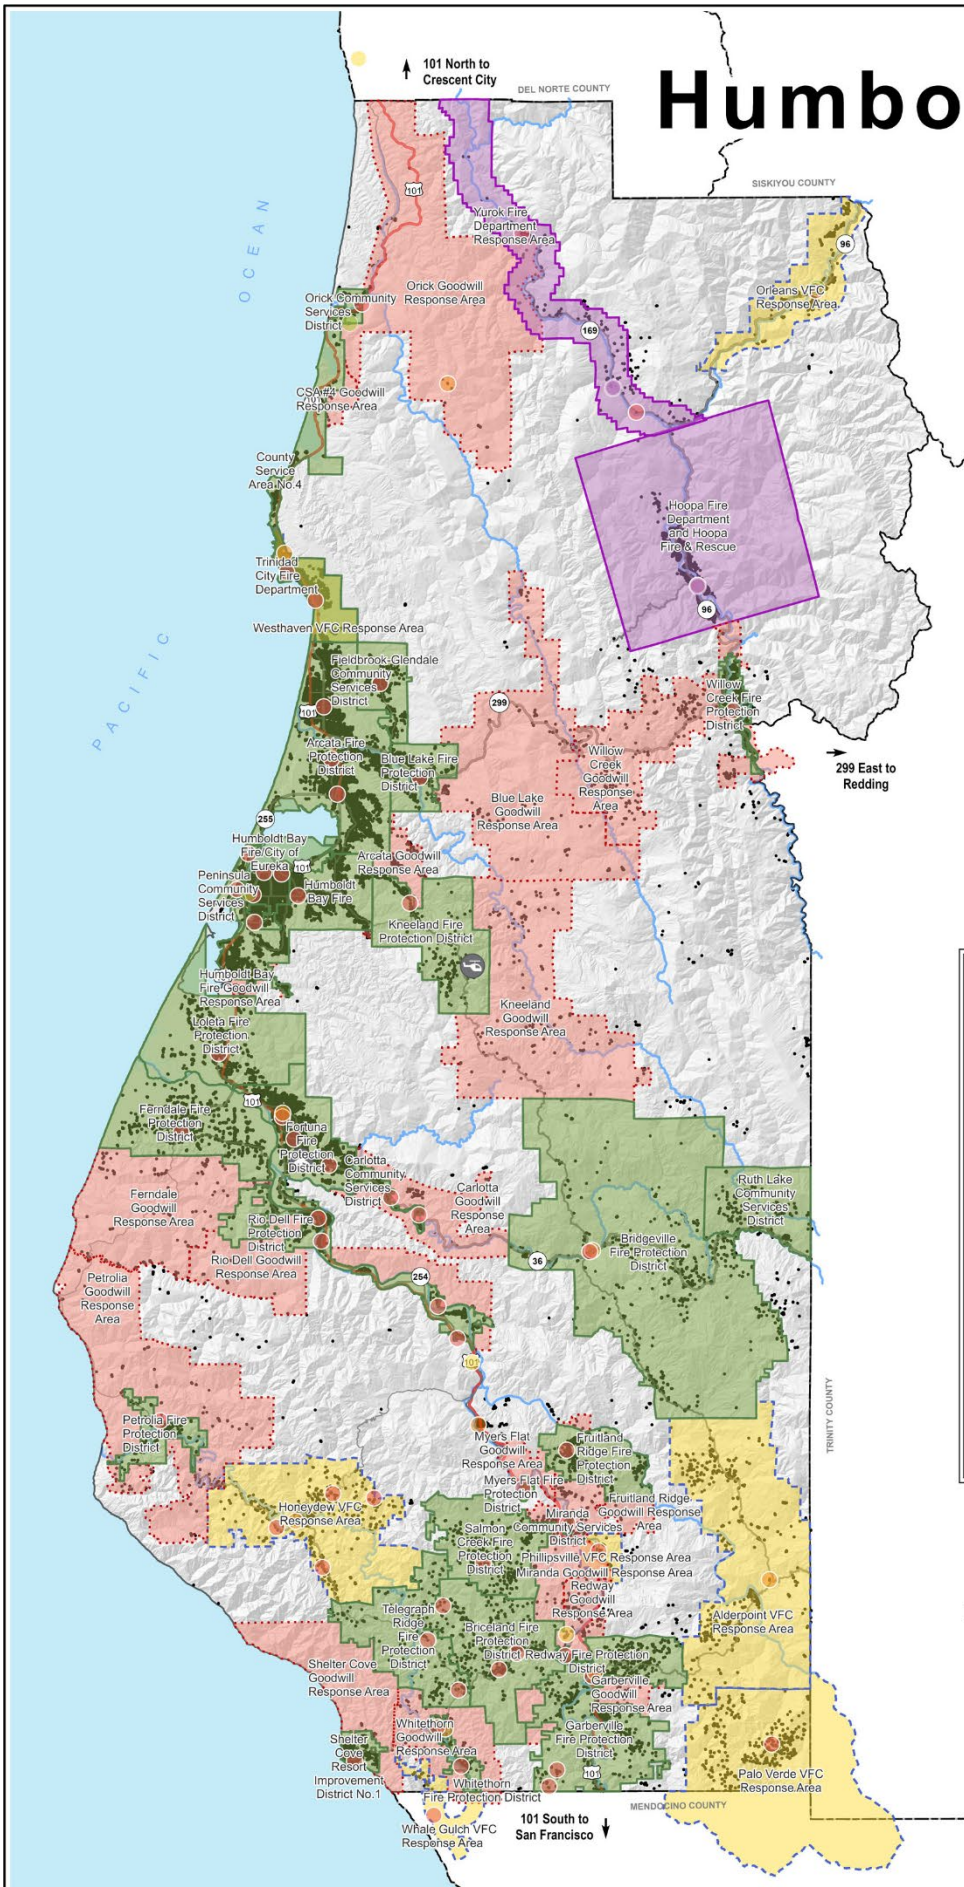 101 North to
Crescent City
DEL NORTE COUNTY
Humbo
SISKIYOU COUNTY
101
96
Yurok Fire
Department
Response Area
OCEAN
Orick Goodwill
Response Area
Orleans VFC
Response Area
Orick Community
Services
District
169
CSA #4 Goodwill
Response Area
101
County
Service
Area No.4
Hoopa Fire
Department
and Hoopa
Fire & Rescue
Trinidad
City Fire
Department
96
Westhaven VFC Response Area
PACIFIC
Fieldbrook-Glendale
Community
Services
District
Willow
Creek Fire
Protection
District
101
299
Arcata Fire
Protection
District
Blue Lake Fire
Protection
District
Willow
Creek
Goodwill
Response
Area
299 East to
Redding
Blue Lake
Goodwill
Response Area
255
Humboldt Bay
Fire/City of
Eureka
101
Arcata Goodwill
Response Area
Peninsula
Community
Services
District
Humboldt
Bay Fire
Kneeland Fire
Protection District
Humboldt Bay
Fire Goodwill
Response Area
Kneeland
Goodwill
Response Area
Loleta Fire
Protection
District
101
Ferndale Fire
Protection
District
Fortuna
Fire
Protection
District
Carlotta
Community
Services
District
Carlotta
Goodwill
Response
Area
Ruth Lake
Community
Services
District
Ferndale
Goodwill
Response Area
Rio Dell Fire
Protection
District
Rio Dell Goodwill
Response Area
Bridgeville
Fire Protection
District
36
254
Petrolia
Goodwill
Response
Area
101
TRINITY COUNTY
Petrolia Fire
Protection
District
Myers Flat
Goodwill
Response Area
Fruitland
Ridge Fire
Protection
District
Myers Flat Fire
Protection
District
Fruitland Ridge
Goodwill Response
Area
Honeydew VFC
Response Area
Miranda
Community Services
District
Salmon
Creek Fire
Protection
District
Phillipsville VFC Response Area
Miranda Goodwill Response Area
Redway
Goodwill
Response Area
Telegraph
Ridge
Fire
Protection
District
Briceland Fire
Protection
District
Redway Fire Protection
District
Alderpoint VFC
Response Area
Shelter Cove
Goodwill
Response Area
Garberville
Goodwill
Response Area
Whitethorn
Goodwill
Response Area
Garberville
Fire Protection
District
Shelter
Cove
Resort
Improvement
District No.1
101
Palo Verde VFC
Response Area
Whitethorn
Fire Protection District
MENDOCINO COUNTY
101 South to
San Francisco
Whale Gulch VFC
Response Area